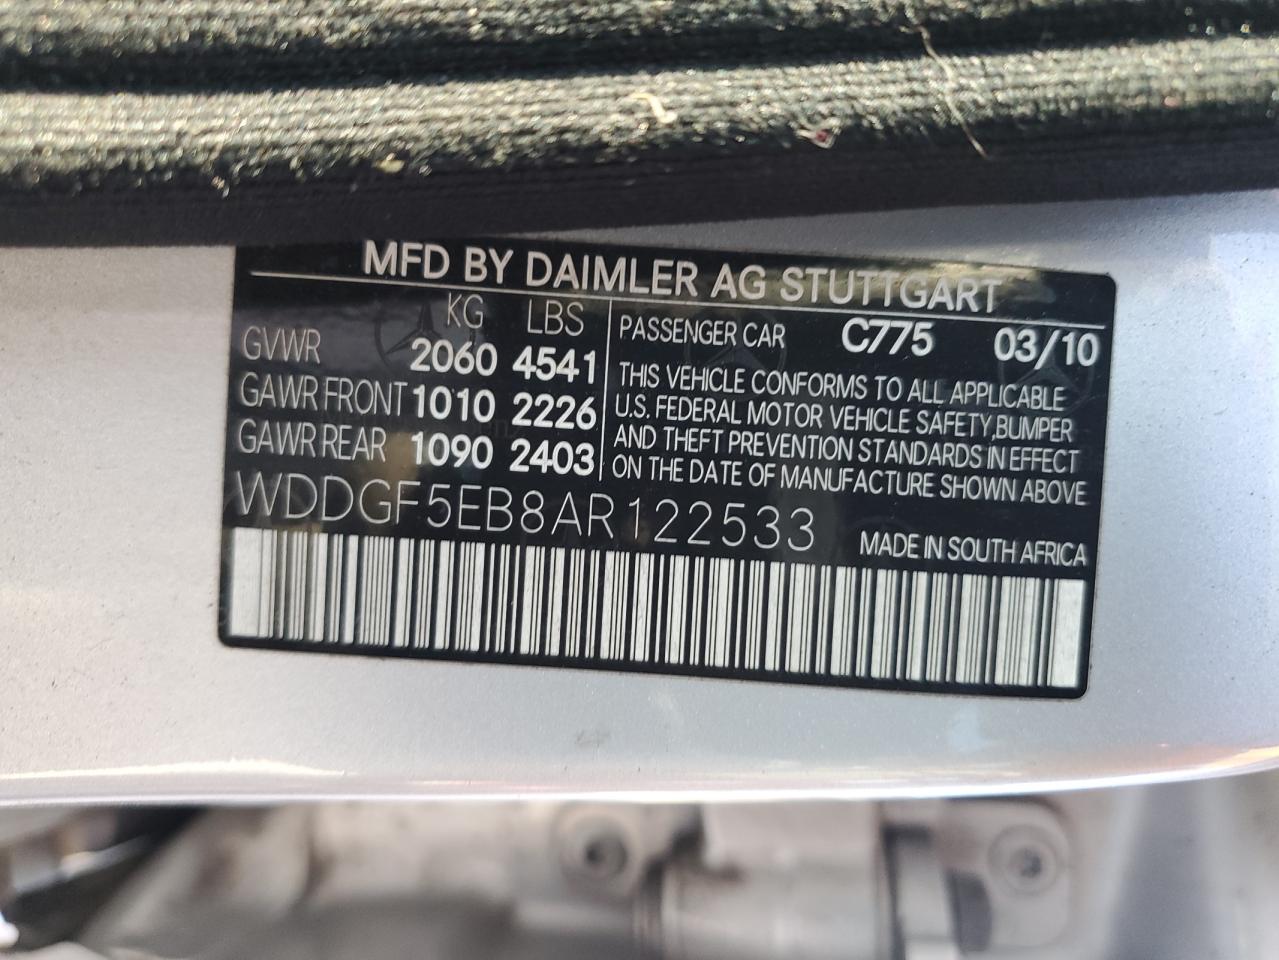 MFD BY DAIMLER AG STUTTGART
KG LBS
GVWR 2060 4541
GAWR FRONT 1010 2226
GAWR REAR 1090 2403
PASSENGER CAR C775 03/10
THIS VEHICLE CONFORMS TO ALL APPLICABLE
U.S. FEDERAL MOTOR VEHICLE SAFETY,BUMPER
AND THEFT PREVENTION STANDARDS IN EFFECT
ON THE DATE OF MANUFACTURE SHOWN ABOVE
WDDGF5EB8AR122533
MADE IN SOUTH AFRICA